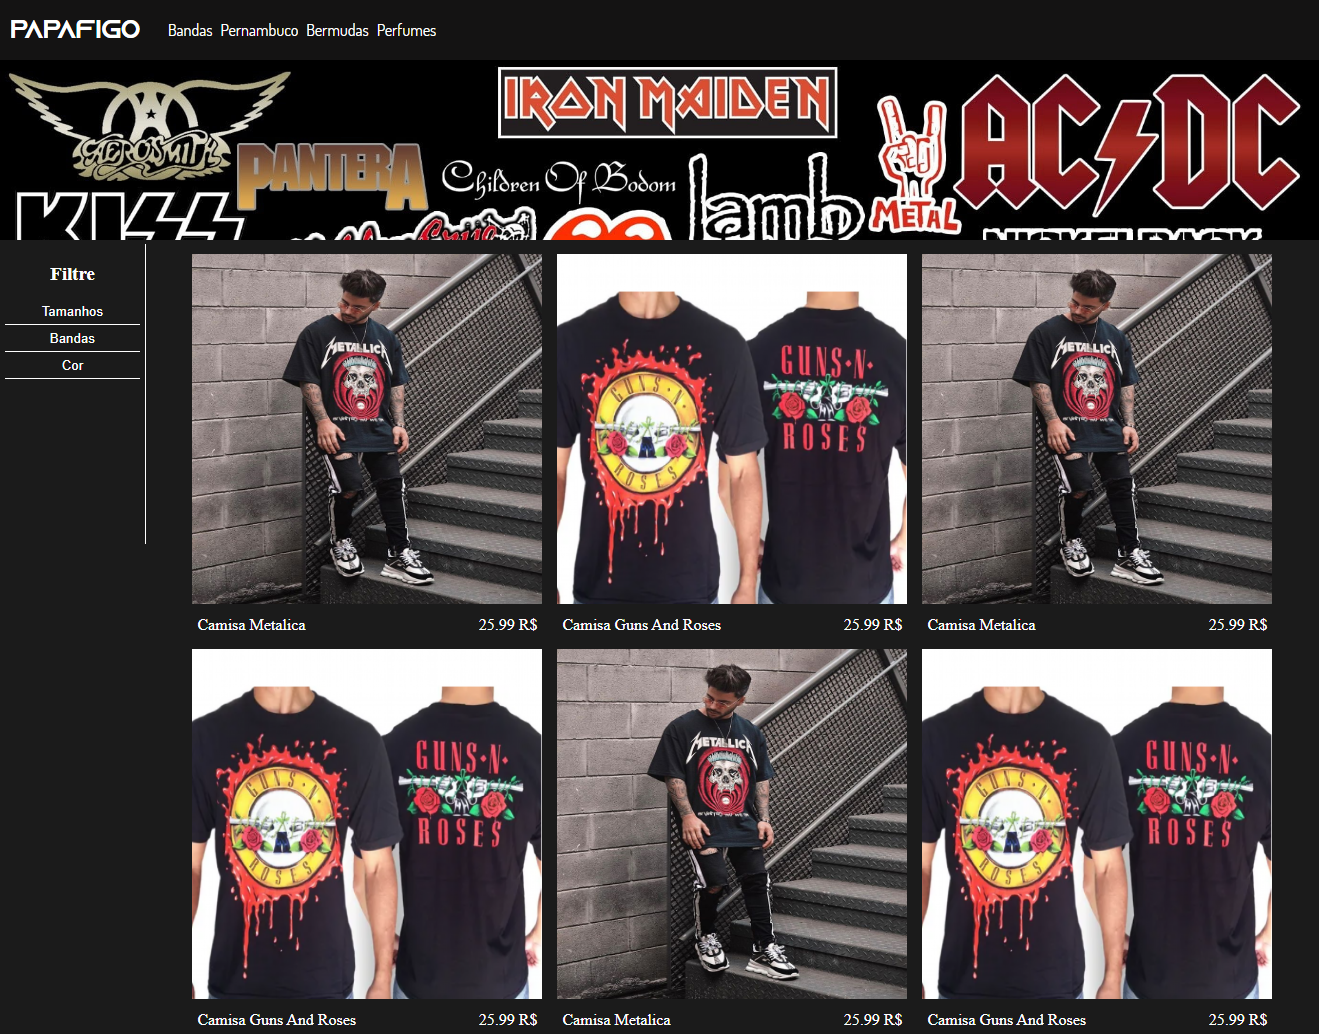 PAPAFIGO Bandas Pernambuco Bermudas Perfumes
AEROSMITH
IRON MAIDEN
AC DC
PANTERA
Children Of Bodom
lamb
METAL
KISS
NICKELBACK
Filtre
Tamanhos
Bandas
Cor
METALLICA
GUNS N'
ROSES
GUNS N'
ROSES
METALLICA
Camisa Metalica 25.99 R$
Camisa Guns And Roses 25.99 R$
Camisa Metalica 25.99 R$
GUNS N'
ROSES
GUNS N'
ROSES
METALLICA
GUNS N'
ROSES
GUNS N'
ROSES
Camisa Guns And Roses 25.99 R$
Camisa Metalica 25.99 R$
Camisa Guns And Roses 25.99 R$